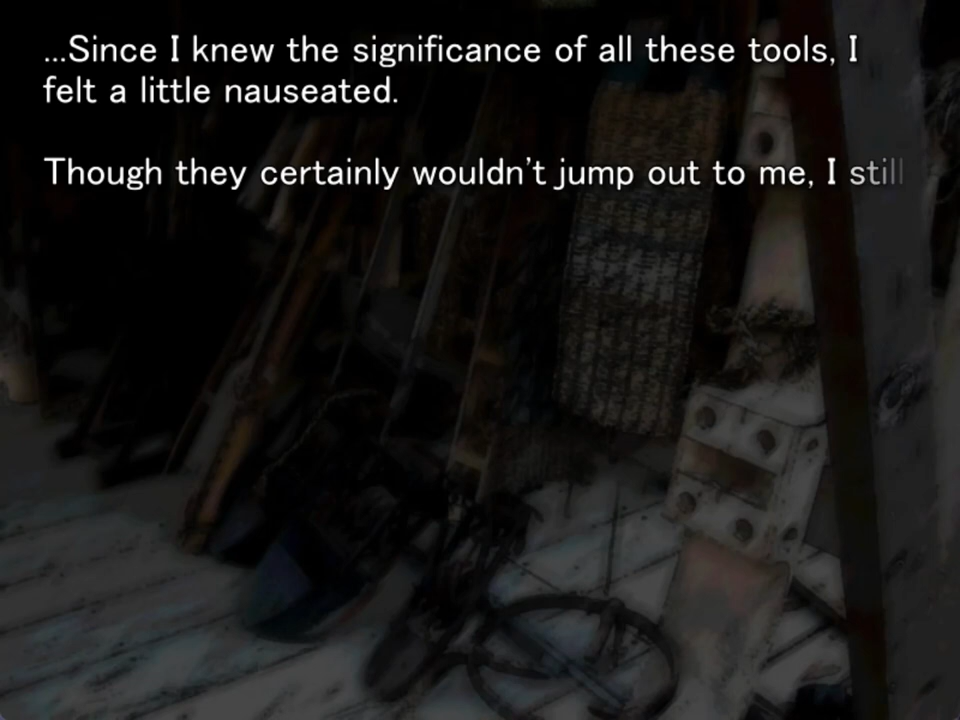 ...Since I knew the significance of all these tools, I
felt a little nauseated.
Though they certainly wouldn't jump out to me, I still